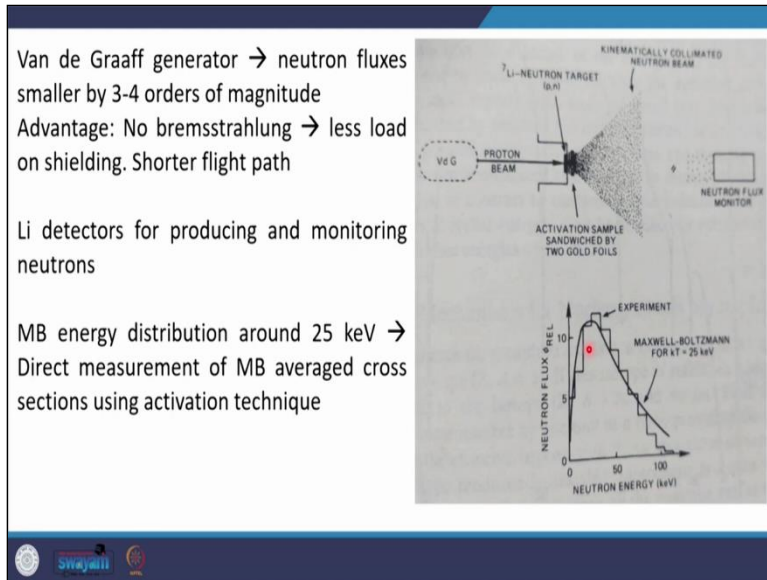 Van de Graaff generator → neutron fluxes
smaller by 3-4 orders of magnitude
Advantage: No bremsstrahlung → less load
on shielding. Shorter flight path
Li detectors for producing and monitoring
neutrons
MB energy distribution around 25 keV →
Direct measurement of MB averaged cross
sections using activation technique
KINEMATICALLY COLLIMATED
NEUTRON BEAM
⁷Li-NEUTRON TARGET
(p,n)
Vd G
PROTON
BEAM
NEUTRON FLUX
MONITOR
ACTIVATION SAMPLE
SANDWICHED BY
TWO GOLD FOILS
EXPERIMENT
MAXWELL-BOLTZMANN
FOR kT = 25 keV
NEUTRON FLUX ΦREL
10
5
0
0 50 100
NEUTRON ENERGY (keV)
swayam